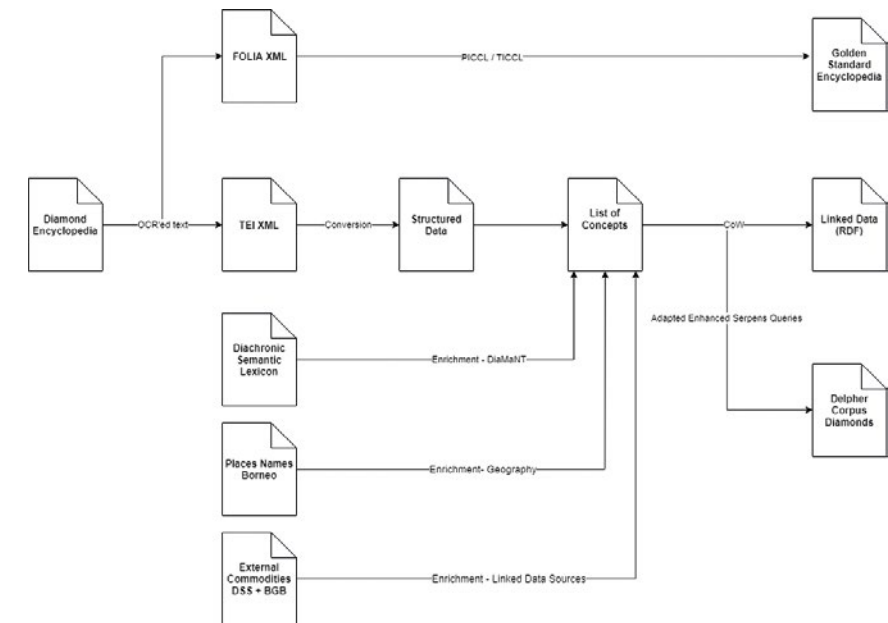 FOLIA XML
PICCL / TICCL
Golden
Standard
Encyclopedia
Diamond
Encyclopedia
OCR'ed text
TEI XML
Conversion
Structured
Data
List of
Concepts
CoW
Linked Data
(RDF)
Adapted Enhanced Serpens Queries
Diachronic
Semantic
Lexicon
Enrichment - DiaMaNT
Delpher
Corpus
Diamonds
Places Names
Borneo
Enrichment- Geography
External
Commodities
DSS + BGB
Enrichment - Linked Data Sources